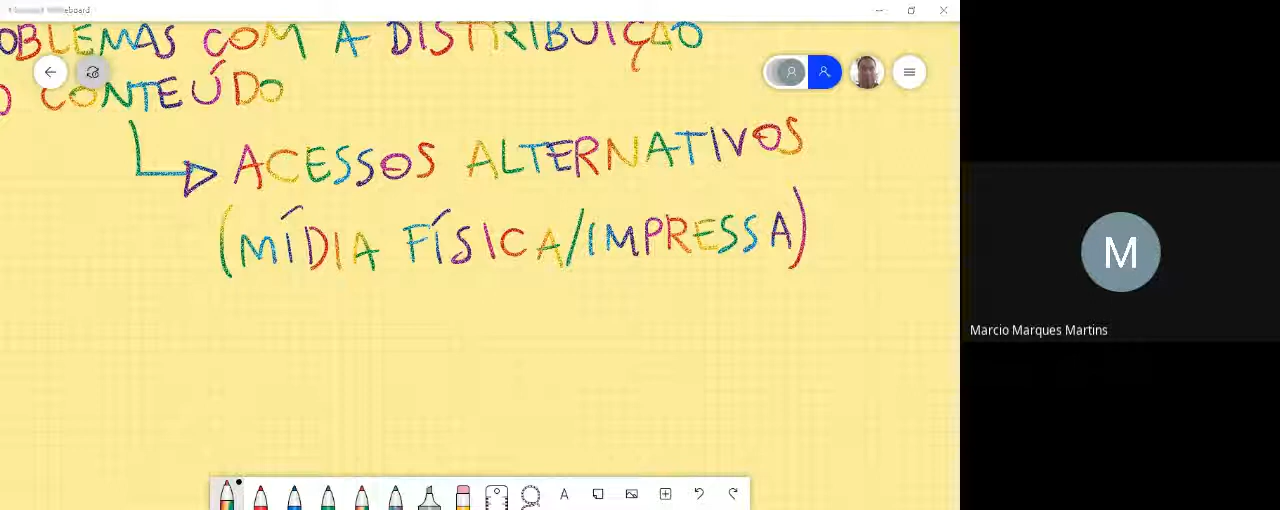 OBLEMAS COM A DISTRIBUIÇÃO
O CONTEÚDO
ACESSOS ALTERNATIVOS
(MÍDIA FÍSICA/IMPRESSA)
M
Marcio Marques Martins
A